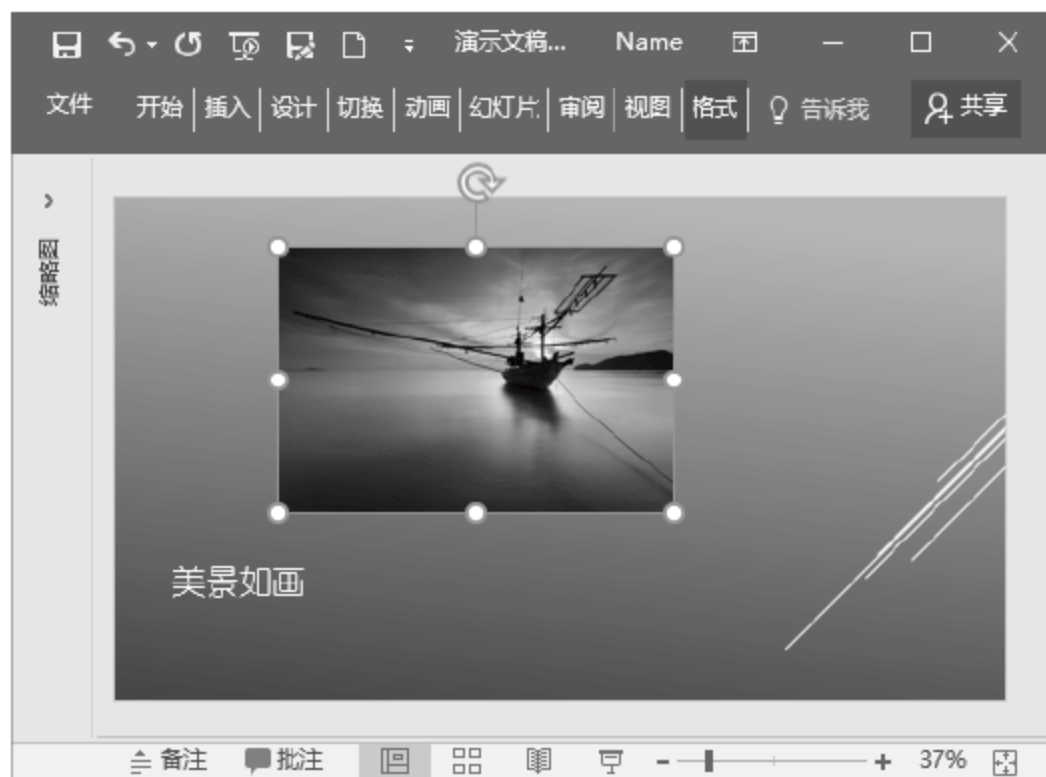 演示文稿... Name
文件 开始 插入 设计 切换 动画 幻灯片 审阅 视图 格式 告诉我 共享
缩略图
美景如画
备注 批注 37%